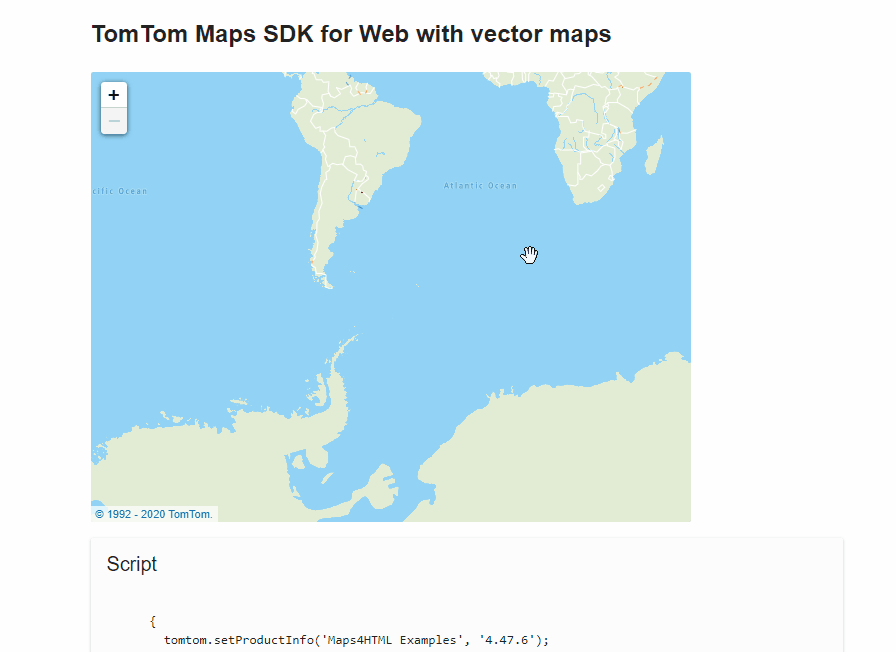 TomTom Maps SDK for Web with vector maps
+
−
cific Ocean
Atlantic Ocean
© 1992 - 2020 TomTom.
Script
{
tomtom.setProductInfo('Maps4HTML Examples', '4.47.6');